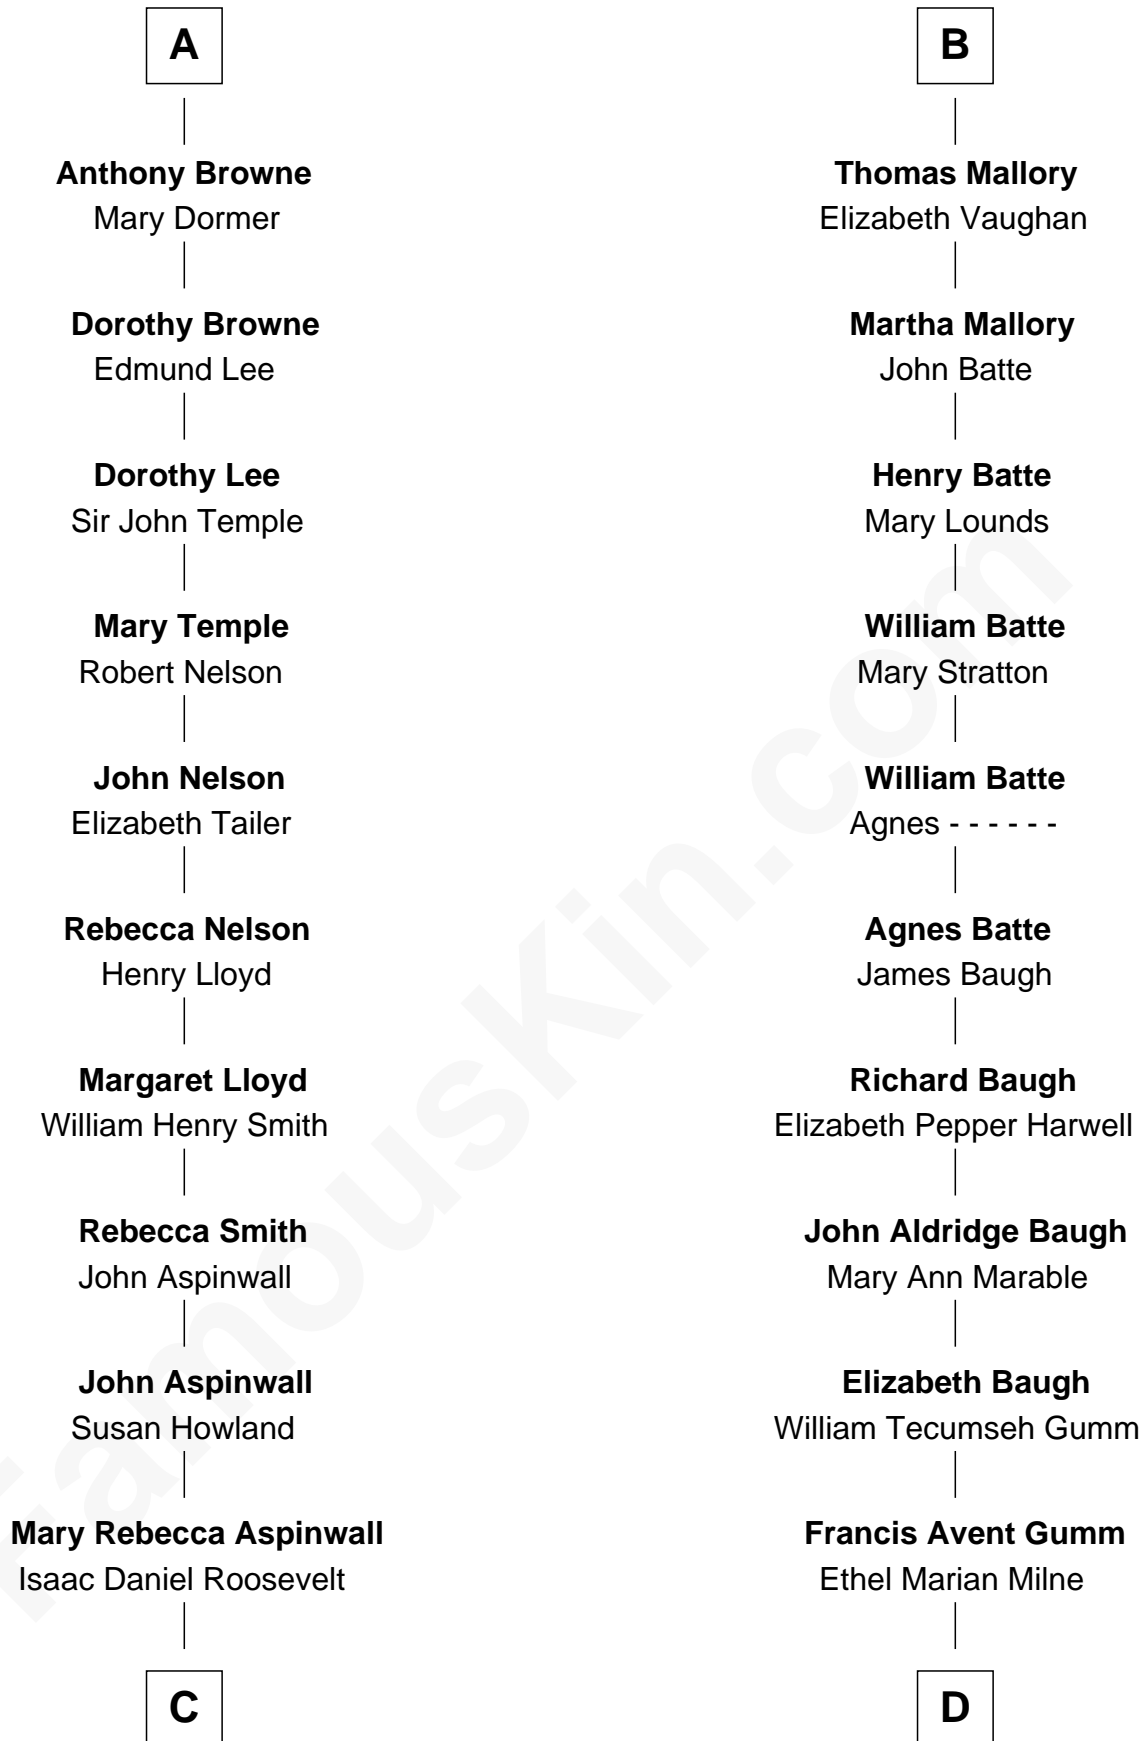 A
Anthony Browne
Mary Dormer
Dorothy Browne
Edmund Lee
Dorothy Lee
Sir John Temple
Mary Temple
Robert Nelson
John Nelson
Elizabeth Tailer
Rebecca Nelson
Henry Lloyd
Margaret Lloyd
William Henry Smith
Rebecca Smith
John Aspinwall
John Aspinwall
Susan Howland
Mary Rebecca Aspinwall
Isaac Daniel Roosevelt
C
B
Thomas Mallory
Elizabeth Vaughan
Martha Mallory
John Batte
Henry Batte
Mary Lounds
William Batte
Mary Stratton
William Batte
Agnes - - - - - -
Agnes Batte
James Baugh
Richard Baugh
Elizabeth Pepper Harwell
John Aldridge Baugh
Mary Ann Marable
Elizabeth Baugh
William Tecumseh Gumm
Francis Avent Gumm
Ethel Marian Milne
D
FamousKin.com